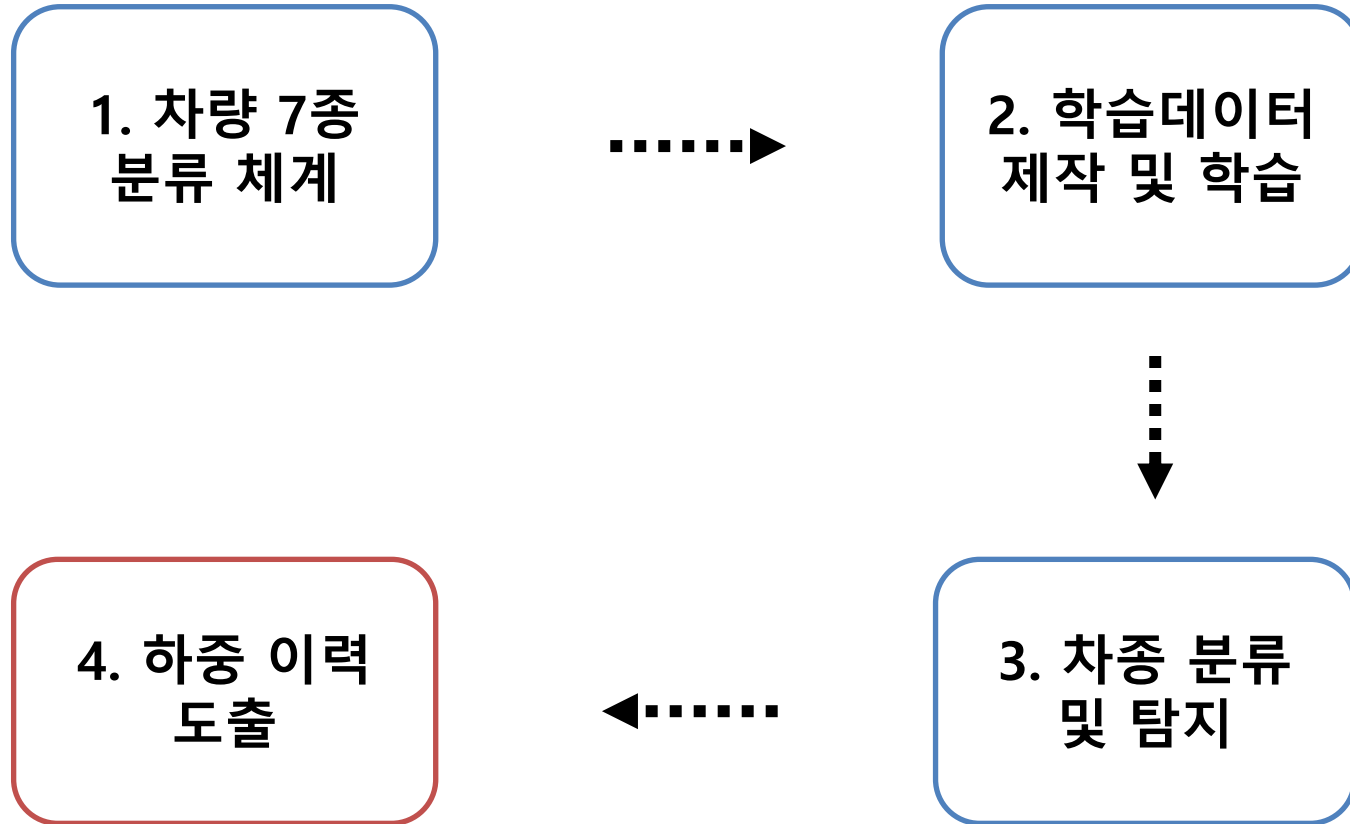 1. 차량 7종
분류 체계
2. 학습데이터
제작 및 학습
3. 차종 분류
및 탐지
4. 하중 이력
도출